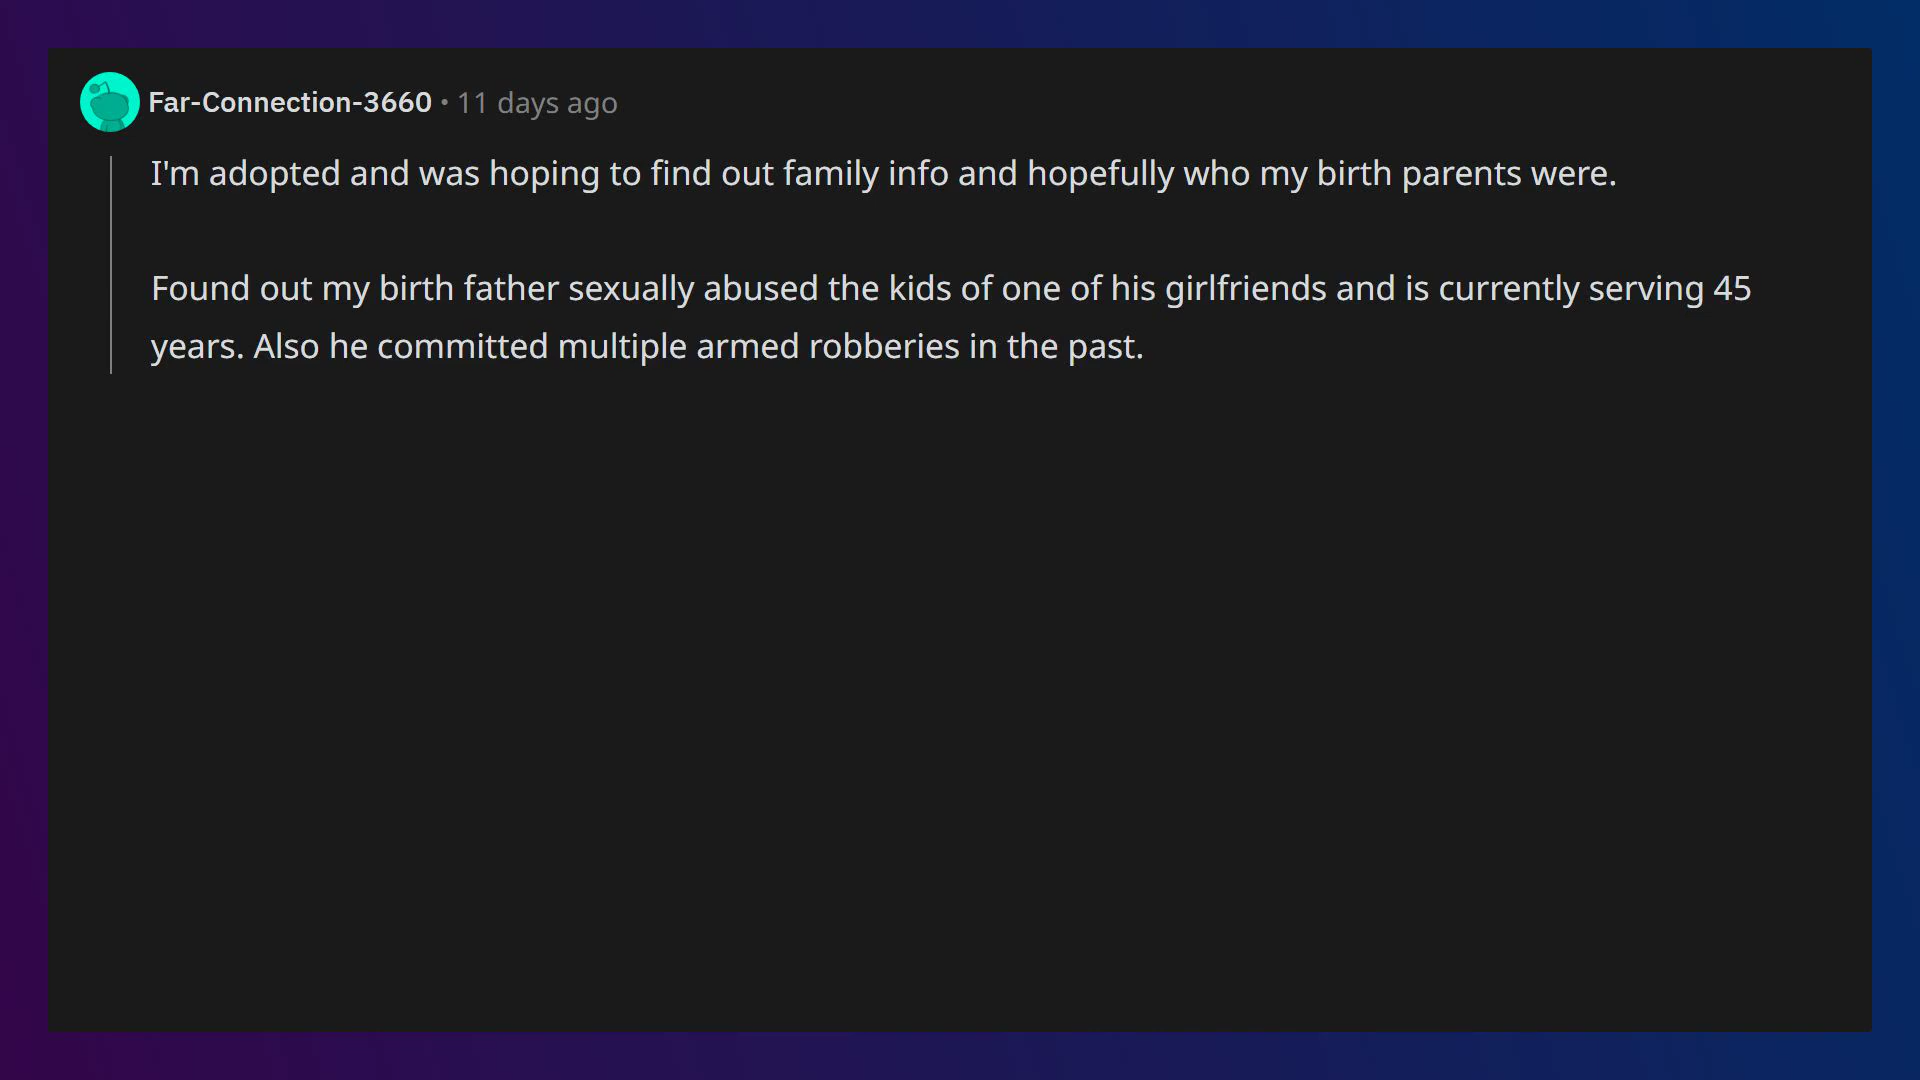 Far-Connection-3660 • 11 days ago
I'm adopted and was hoping to find out family info and hopefully who my birth parents were.
Found out my birth father sexually abused the kids of one of his girlfriends and is currently serving 45
years. Also he committed multiple armed robberies in the past.